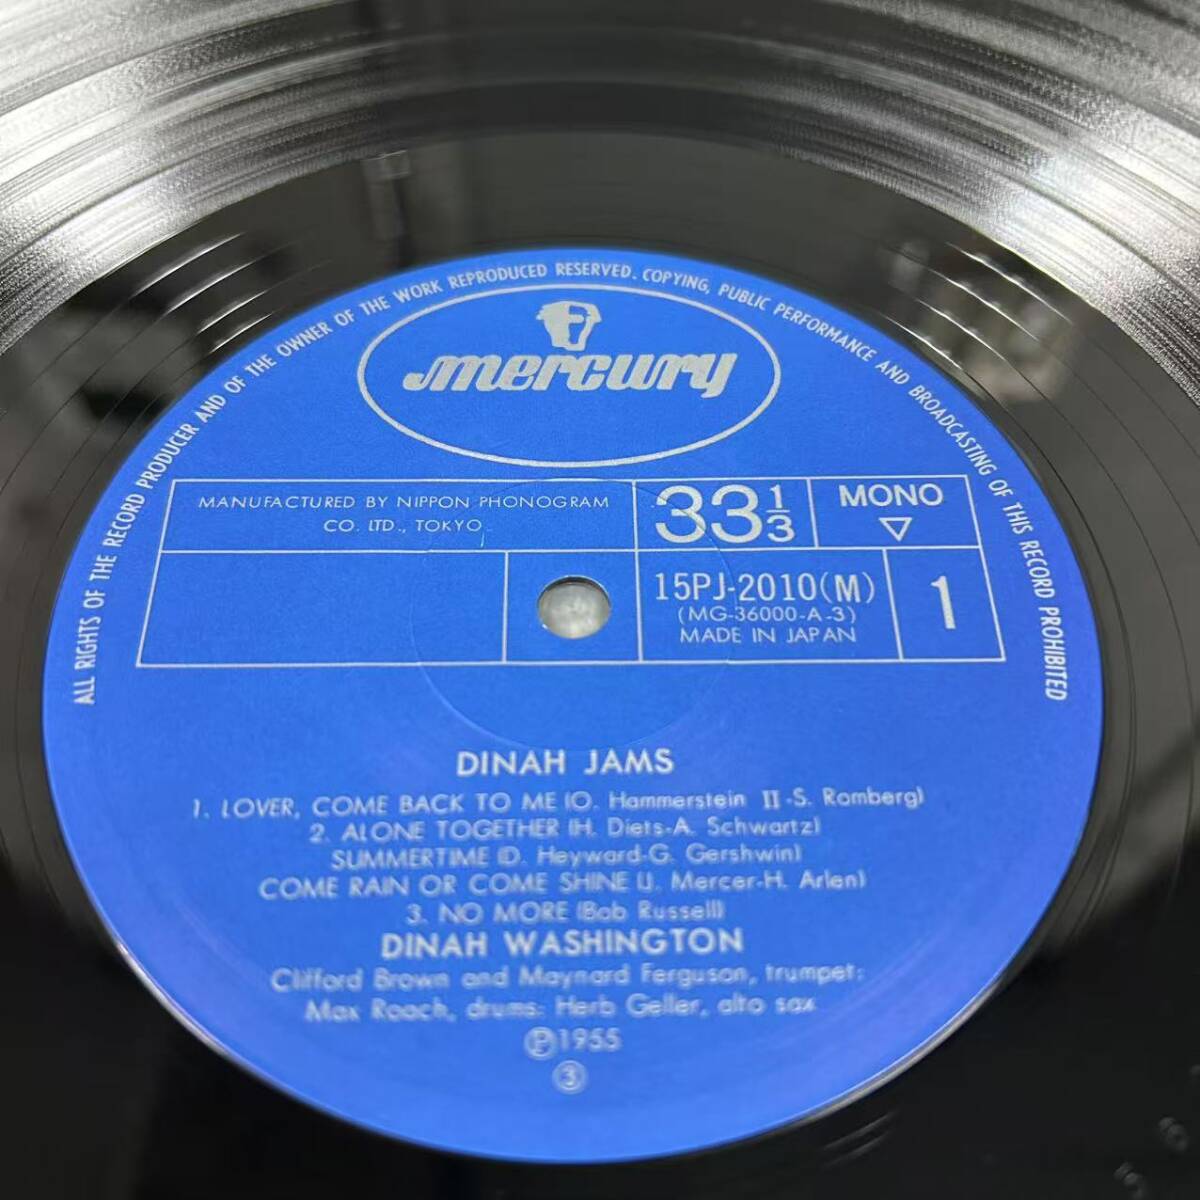 ALL RIGHTS OF THE RECORD PRODUCER AND OF THE OWNER OF THE WORK REPRODUCED RESERVED. COPYING, PUBLIC PERFORMANCE AND BROADCASTING OF THIS RECORD PROHIBITED
mercury
MANUFACTURED BY NIPPON PHONOGRAM
CO. LTD., TOKYO
33 1/3
MONO
▽
15PJ-2010(M)
(MG-36000-A-3)
MADE IN JAPAN
1
DINAH JAMS
1. LOVER, COME BACK TO ME (O. Hammerstein II-S. Romberg)
2. ALONE TOGETHER (H. Diets-A. Schwartz)
SUMMERTIME (D. Heyward-G. Gershwin)
COME RAIN OR COME SHINE (J. Mercer-H. Arlen)
3. NO MORE (Bob Russell)
DINAH WASHINGTON
Clifford Brown and Maynard Ferguson, trumpet:
Max Roach, drums: Herb Geller, alto sax
Ⓟ1955
③